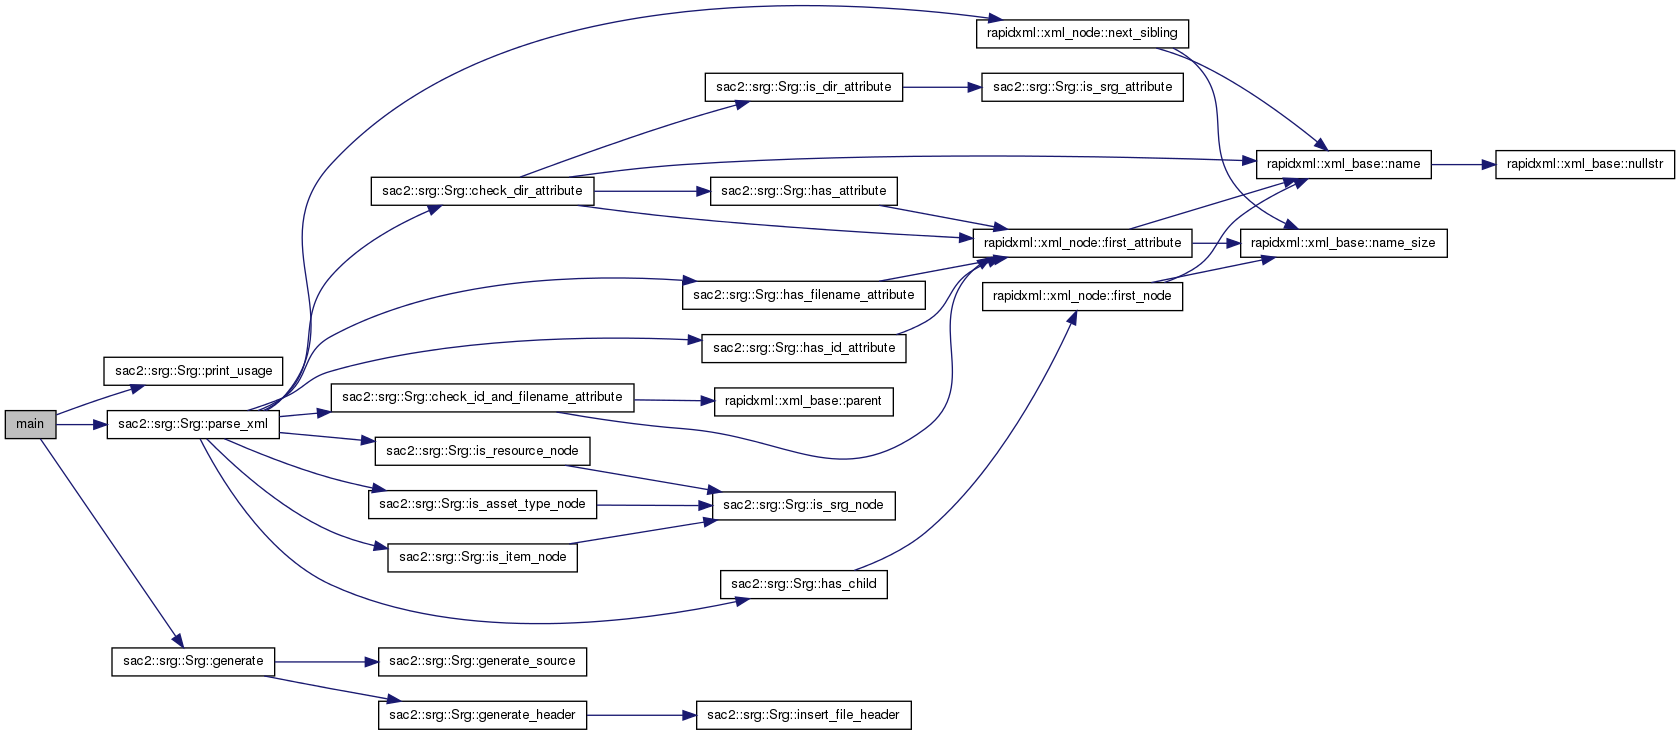 rapidxml::xml_node::next_sibling
sac2::srg::Srg::is_dir_attribute
sac2::srg::Srg::is_srg_attribute
rapidxml::xml_base::name
rapidxml::xml_base::nullstr
sac2::srg::Srg::check_dir_attribute
sac2::srg::Srg::has_attribute
rapidxml::xml_node::first_attribute
rapidxml::xml_base::name_size
sac2::srg::Srg::has_filename_attribute
rapidxml::xml_node::first_node
sac2::srg::Srg::has_id_attribute
sac2::srg::Srg::print_usage
sac2::srg::Srg::check_id_and_filename_attribute
rapidxml::xml_base::parent
main
sac2::srg::Srg::parse_xml
sac2::srg::Srg::is_resource_node
sac2::srg::Srg::is_asset_type_node
sac2::srg::Srg::is_srg_node
sac2::srg::Srg::is_item_node
sac2::srg::Srg::has_child
sac2::srg::Srg::generate
sac2::srg::Srg::generate_source
sac2::srg::Srg::generate_header
sac2::srg::Srg::insert_file_header